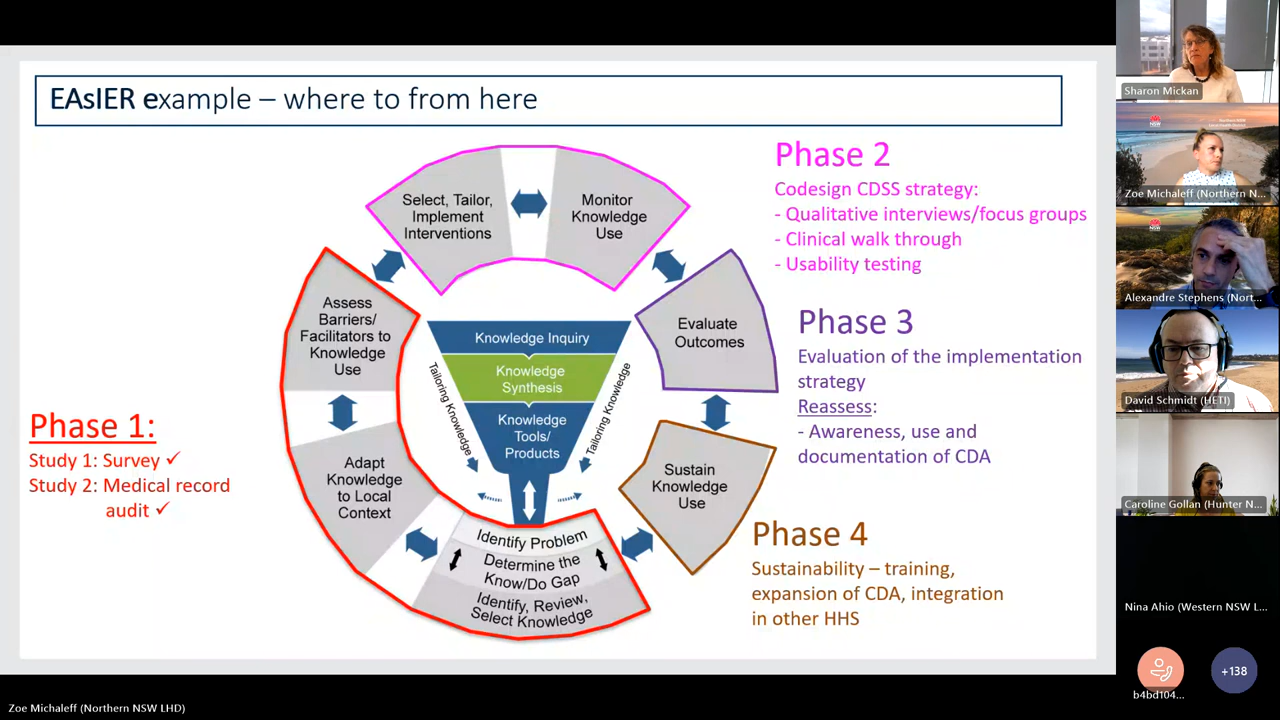 EAsIER example – where to from here
Phase 2
Codesign CDSS strategy:
- Qualitative interviews/focus groups
- Clinical walk through
- Usability testing
Select, Tailor,
Implement
Interventions
Monitor
Knowledge
Use
Assess
Barriers/
Facilitators to
Knowledge
Use
Evaluate
Outcomes
Phase 3
Evaluation of the implementation
strategy
Reassess:
- Awareness, use and
documentation of CDA
Knowledge Inquiry
Knowledge
Synthesis
Knowledge
Tools/
Products
Tailoring Knowledge
Tailoring Knowledge
Phase 1:
Study 1: Survey ✓
Study 2: Medical record
audit ✓
Adapt
Knowledge
to Local
Context
Sustain
Knowledge
Use
Identify Problem
Determine the
Know/Do Gap
Identify, Review,
Select Knowledge
Phase 4
Sustainability – training,
expansion of CDA, integration
in other HHS
Zoe Michaleff (Northern NSW LHD)
Sharon Mickan
NSW
Zoe Michaleff (Northern N...
NSW
Alexandre Stephens (Nort...
David Schmidt (HETI)
Caroline Gollan (Hunter N...
Nina Ahio (Western NSW L...
b4bd104...
+138